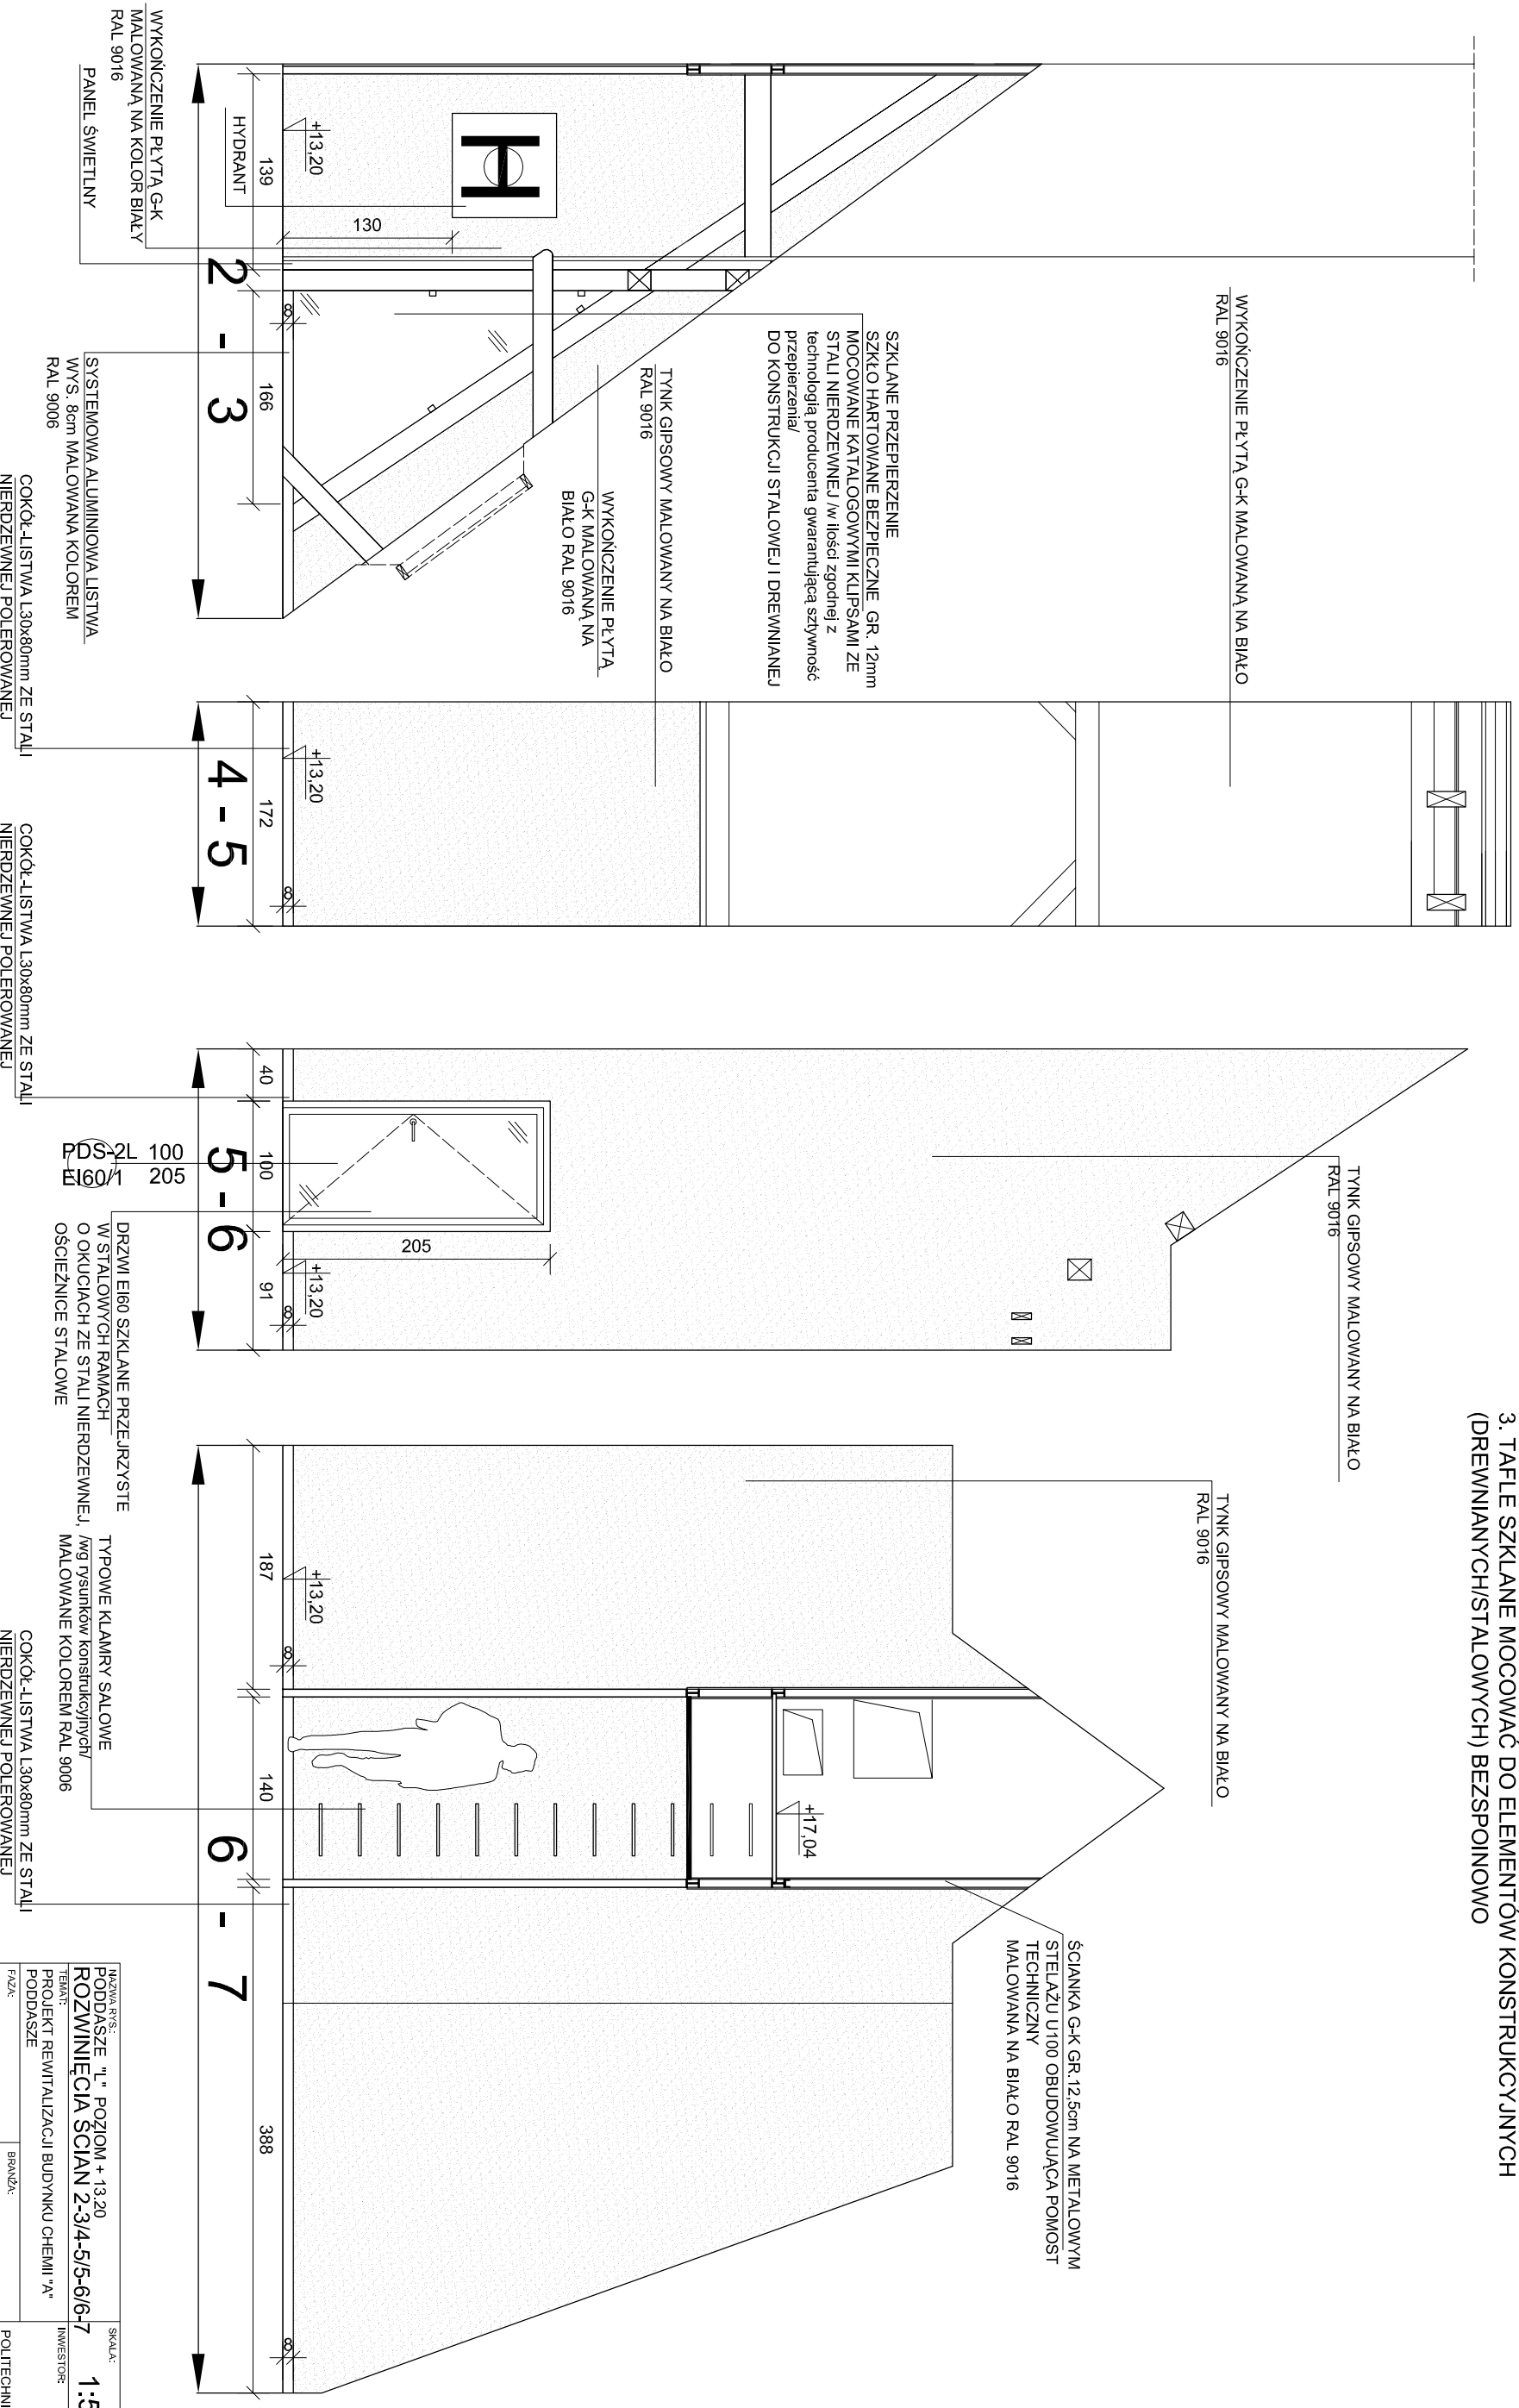 3. TAFLE SZKLANE MOCOWAĆ DO ELEMENTÓW KONSTRUKCYJNYCH
(DREWNIANYCH/STALOWYCH) BEZSPOINOWO
WYKOŃCZENIE PŁYTĄ G-K MALOWANĄ NA BIAŁO
RAL 9016
TYNK GIPSOWY MALOWANY NA BIAŁO
RAL 9016
TYNK GIPSOWY MALOWANY NA BIAŁO
RAL 9016
SZKLANE PRZEPIERZENIE
SZKŁO HARTOWANE BEZPIECZNE  GR. 12mm
MOCOWANE KATALOGOWYMI KLIPSAMI ZE
STALI NIERDZEWNEJ /w ilości zgodnej z
technologią producenta gwarantującą sztywność
przepierzenia/
DO KONSTRUKCJI STALOWEJ I DREWNIANEJ
ŚCIANKA G-K GR.12,5cm NA METALOWYM
STELAŻU U100 OBUDOWUJĄCA POMOST
TECHNICZNY
MALOWANA NA BIAŁO RAL 9016
TYNK GIPSOWY MALOWANY NA BIAŁO
RAL 9016
WYKOŃCZENIE PŁYTĄ
G-K MALOWANĄ NA
BIAŁO RAL 9016
+17,04
H
130
205
+13,20
+13,20
+13,20
+13,20
8
8
8
8
8
HYDRANT
139
166
172
40
100
91
187
140
388
2 - 3
4 - 5
5 - 6
6 - 7
WYKOŃCZENIE PŁYTĄ G-K
MALOWANĄ NA KOLOR BIAŁY
RAL 9016
PANEL ŚWIETLNY
SYSTEMOWA ALUMINIOWA LISTWA
WYS. 8cm MALOWANA KOLOREM
RAL 9006
PDS-2L 100
EI60/1 205
DRZWI EI60 SZKLANE PRZEJRZYSTE
W STALOWYCH RAMACH
O OKUCIACH ZE STALI NIERDZEWNEJ,
OŚCIEŻNICE STALOWE
TYPOWE KLAMRY SALOWE
/wg rysunków konstrukcyjnych/
MALOWANE KOLOREM RAL 9006
COKÓŁ-LISTWA L30x80mm ZE STALI
NIERDZEWNEJ POLEROWANEJ
COKÓŁ-LISTWA L30x80mm ZE STALI
NIERDZEWNEJ POLEROWANEJ
COKÓŁ-LISTWA L30x80mm ZE STALI
NIERDZEWNEJ POLEROWANEJ
NAZWA RYS.:
PODDASZE "L" POZIOM + 13.20
ROZWINIĘCIA ŚCIAN 2-3/4-5/5-6/6-7
SKALA:
TEMAT:
PROJEKT REWITALIZACJI BUDYNKU CHEMII "A"
PODDASZE
INWESTOR:
FAZA:
BRANŻA: